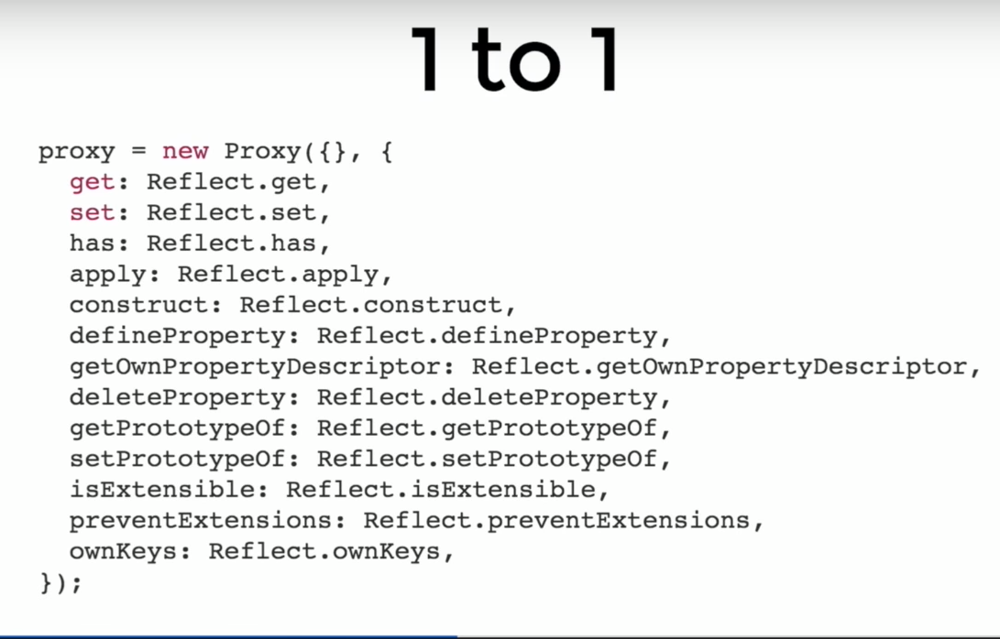 1 to 1
proxy = new Proxy({}, {
  get: Reflect.get,
  set: Reflect.set,
  has: Reflect.has,
  apply: Reflect.apply,
  construct: Reflect.construct,
  defineProperty: Reflect.defineProperty,
  getOwnPropertyDescriptor: Reflect.getOwnPropertyDescriptor,
  deleteProperty: Reflect.deleteProperty,
  getPrototypeOf: Reflect.getPrototypeOf,
  setPrototypeOf: Reflect.setPrototypeOf,
  isExtensible: Reflect.isExtensible,
  preventExtensions: Reflect.preventExtensions,
  ownKeys: Reflect.ownKeys,
});